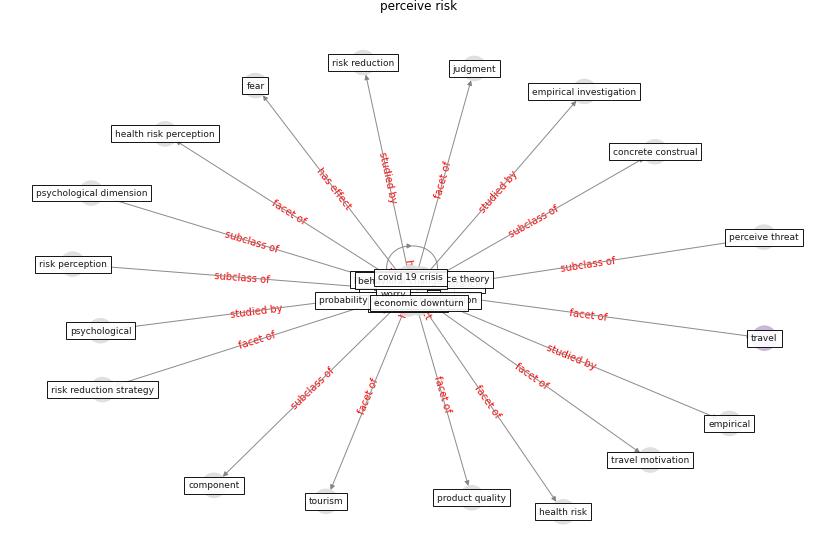 perceive risk
risk reduction
judgment
fear
empirical investigation
health risk perception
concrete construal
studied by
facet of
has effect
studied by
psychological dimension
facet of
subclass of
perceive threat
subclass of
risk perception
subclass of
subclass of
covid 19 crisis
ce theory
beh
worry
probability
economic downturn
on
studied by
facet of
travel
psychological
facet of
studied by
risk reduction strategy
facet of
subclass of
facet of
facet of
facet of
empirical
travel motivation
component
tourism
product quality
health risk